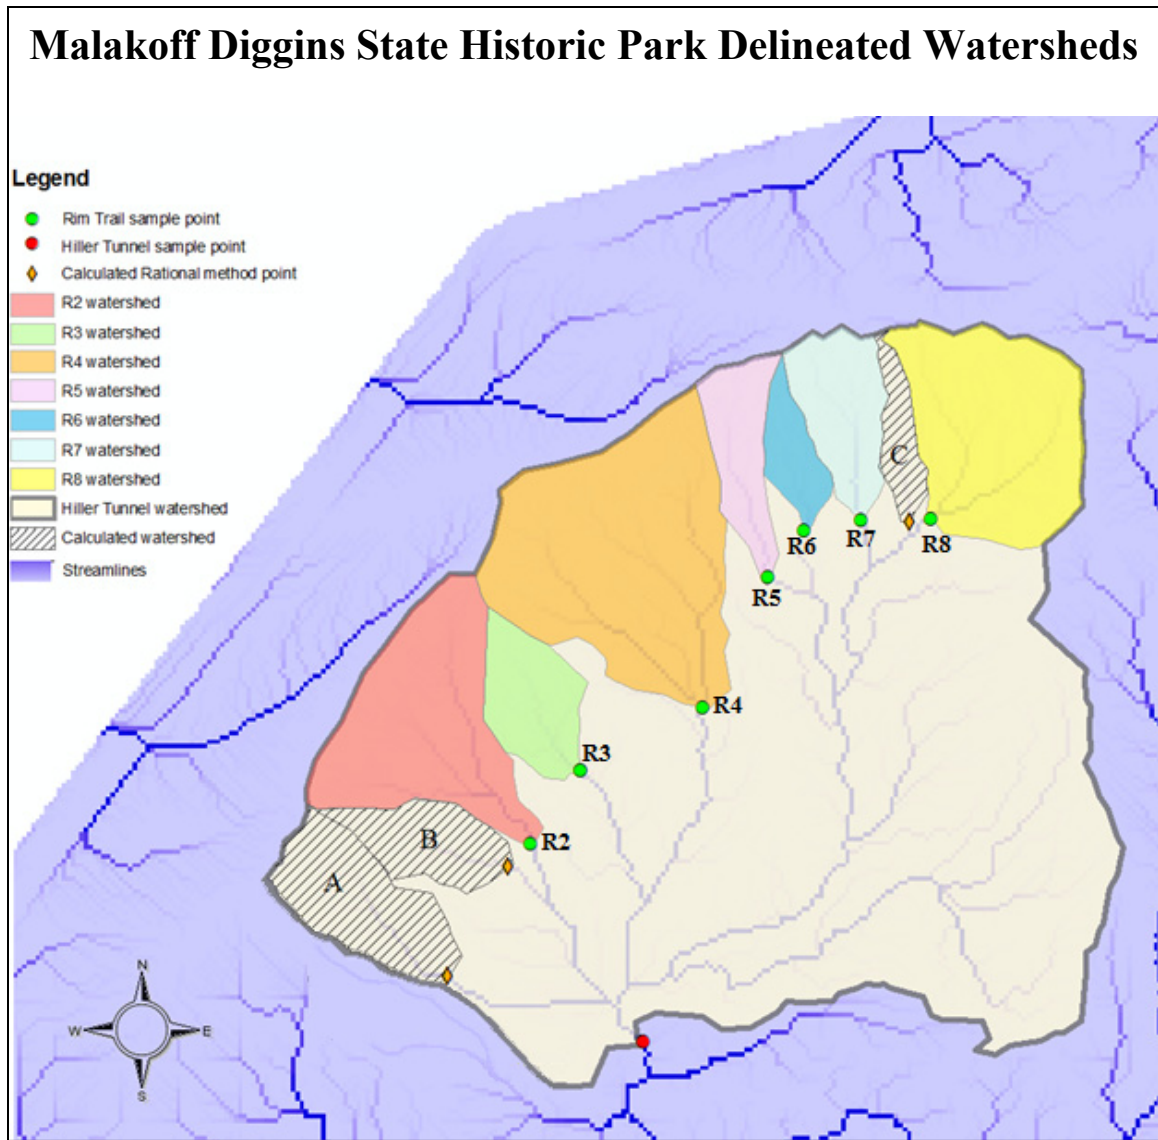 Malakoff Diggins State Historic Park Delineated Watersheds
Legend
Rim Trail sample point
Hiller Tunnel sample point
Calculated Rational method point
R2 watershed
R3 watershed
R4 watershed
R5 watershed
R6 watershed
R7 watershed
R8 watershed
Hiller Tunnel watershed
Calculated watershed
Streamlines
C
R6
R7
R8
R5
R4
R3
R2
B
A
N
W
E
S